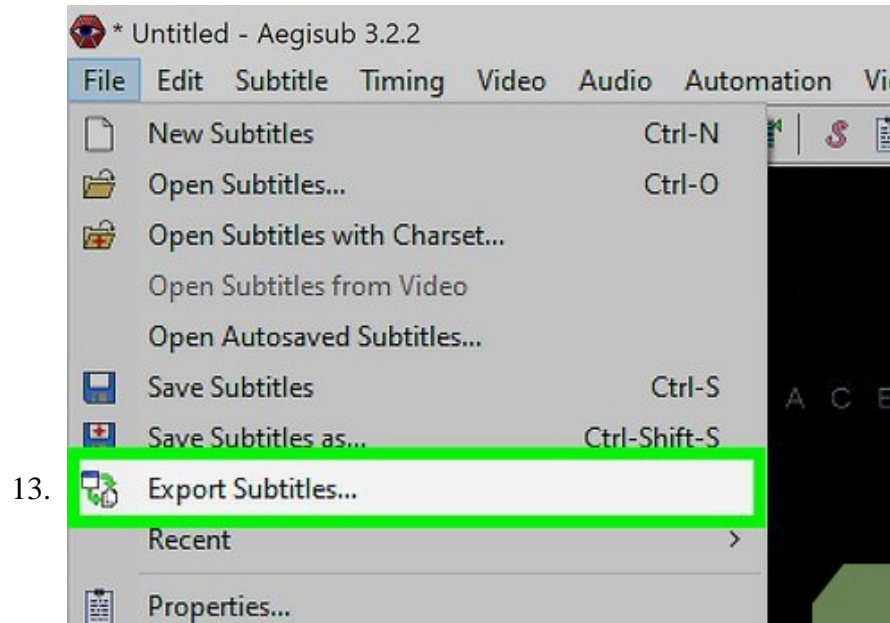 * Untitled - Aegisub 3.2.2
File Edit Subtitle Timing Video Audio Automation
New Subtitles Ctrl-N
Open Subtitles... Ctrl-O
Open Subtitles with Charset...
Open Subtitles from Video
Open Autosaved Subtitles...
Save Subtitles Ctrl-S
Save Subtitles as... Ctrl-Shift-S
13. Export Subtitles...
Recent
Properties...